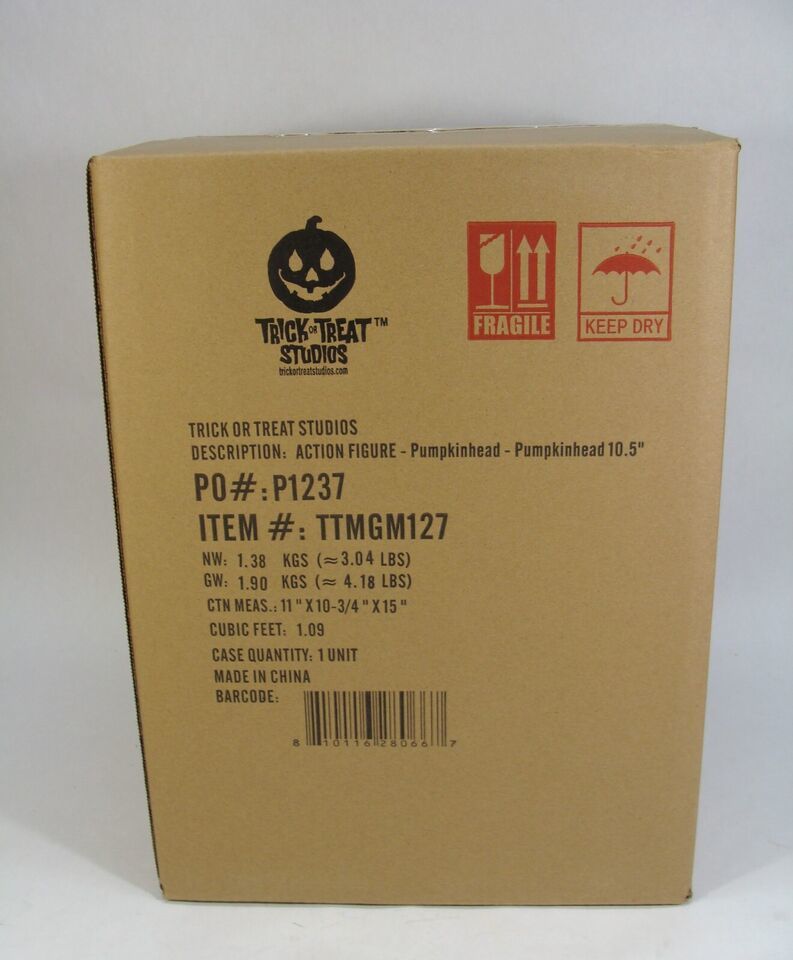 TRICK OR TREAT™
STUDIOS
trickortreatstudios.com
FRAGILE
KEEP DRY
TRICK OR TREAT STUDIOS
DESCRIPTION: ACTION FIGURE - Pumpkinhead - Pumpkinhead 10.5"
PO#: P1237
ITEM #: TTMGM127
NW: 1.38 KGS (≈3.04 LBS)
GW: 1.90 KGS (≈ 4.18 LBS)
CTN MEAS.: 11" X10-3/4" X15"
CUBIC FEET: 1.09
CASE QUANTITY: 1 UNIT
MADE IN CHINA
BARCODE:
8 10116 28066 7